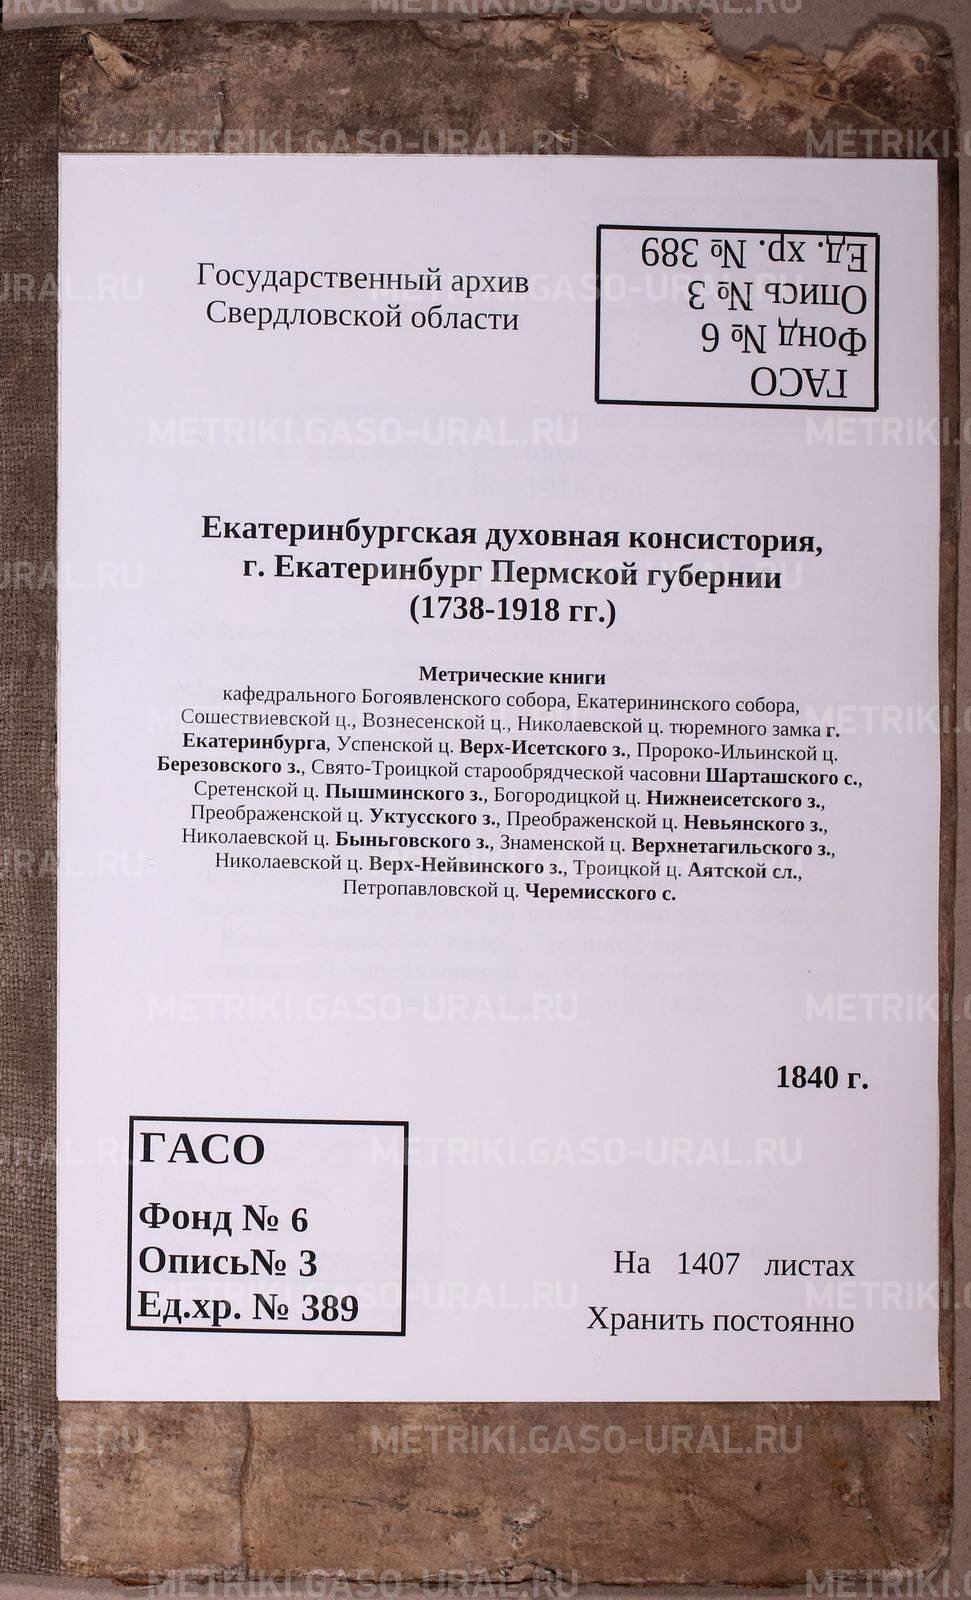 Государственный архив
Свердловской области
ГАСО
Фонд № 6
Опись № 3
Ед. хр. № 389
Екатеринбургская духовная консистория,
г. Екатеринбург Пермской губернии
(1738-1918 гг.)
Метрические книги
кафедрального Богоявленского собора, Екатерининского собора,
Сошествиевской ц., Вознесенской ц., Николаевской ц. тюремного замка г.
Екатеринбурга, Успенской ц. Верх-Исетского з., Пророко-Ильинской ц.
Березовского з., Свято-Троицкой старообрядческой часовни Шарташского с.,
Сретенской ц. Пышминского з., Богородицкой ц. Нижнеисетского з.,
Преображенской ц. Уктусского з., Преображенской ц. Невьянского з.,
Николаевской ц. Быньговского з., Знаменской ц. Верхнетагильского з.,
Николаевской ц. Верх-Нейвинского з., Троицкой ц. Аятской сл.,
Петропавловской ц. Черемисского с.
1840 г.
ГАСО
Фонд № 6
Опись№ 3
Ед.хр. № 389
На 1407 листах
Хранить постоянно
METRIKI.GASO-URAL.RU